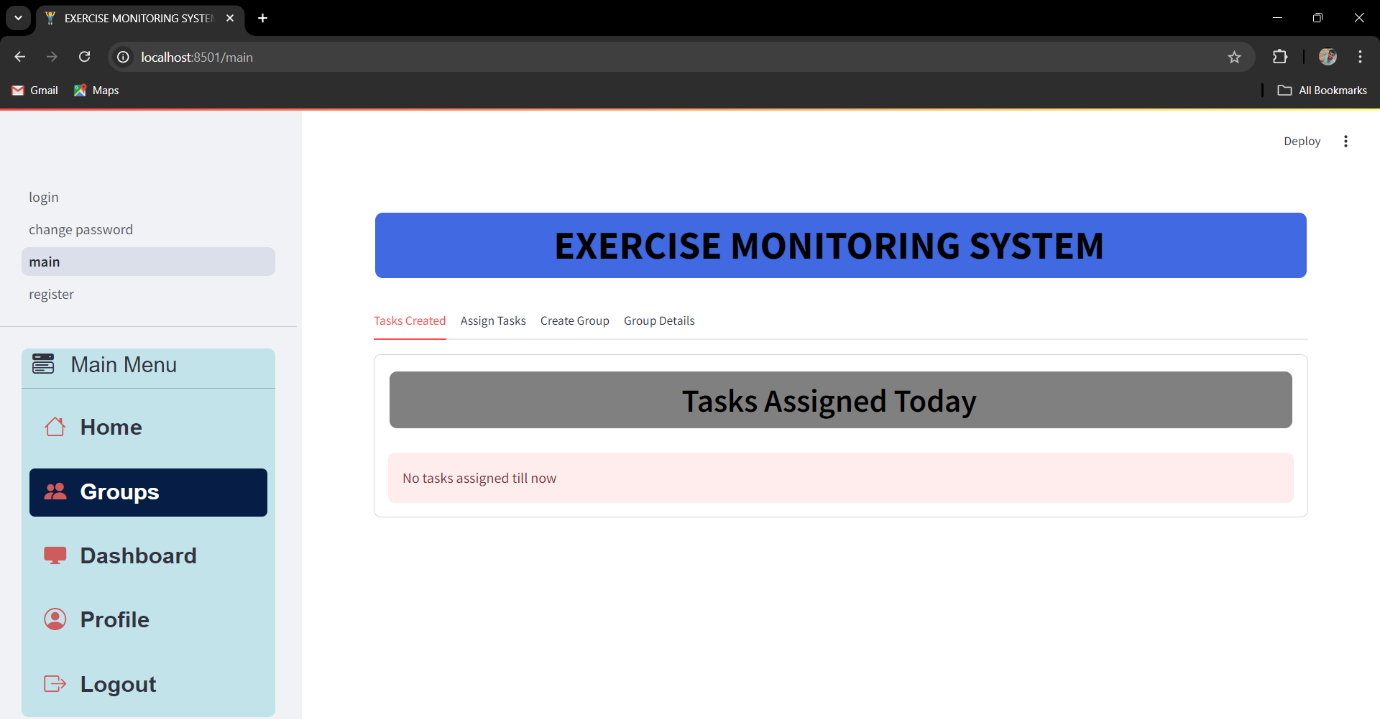 EXERCISE MONITORING SYSTEM
localhost:8501/main
Gmail Maps All Bookmarks
Deploy
login
change password
main
register
Main Menu
Home
Groups
Dashboard
Profile
Logout
EXERCISE MONITORING SYSTEM
Tasks Created Assign Tasks Create Group Group Details
Tasks Assigned Today
No tasks assigned till now